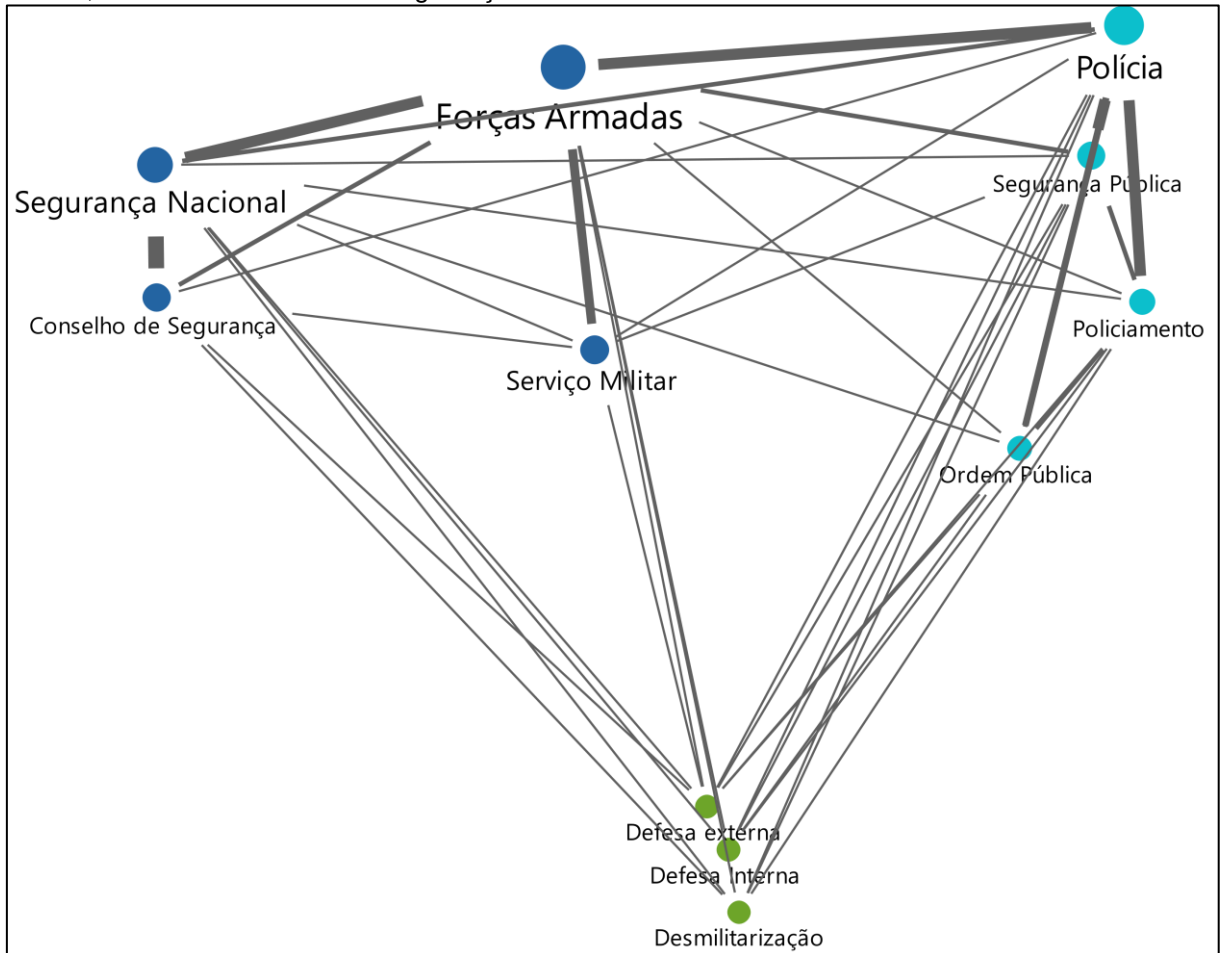 Polícia
Forças Armadas
Segurança Pública
Segurança Nacional
Conselho de Segurança
Policiamento
Serviço Militar
Ordem Pública
Defesa externa
Defesa Interna
Desmilitarização